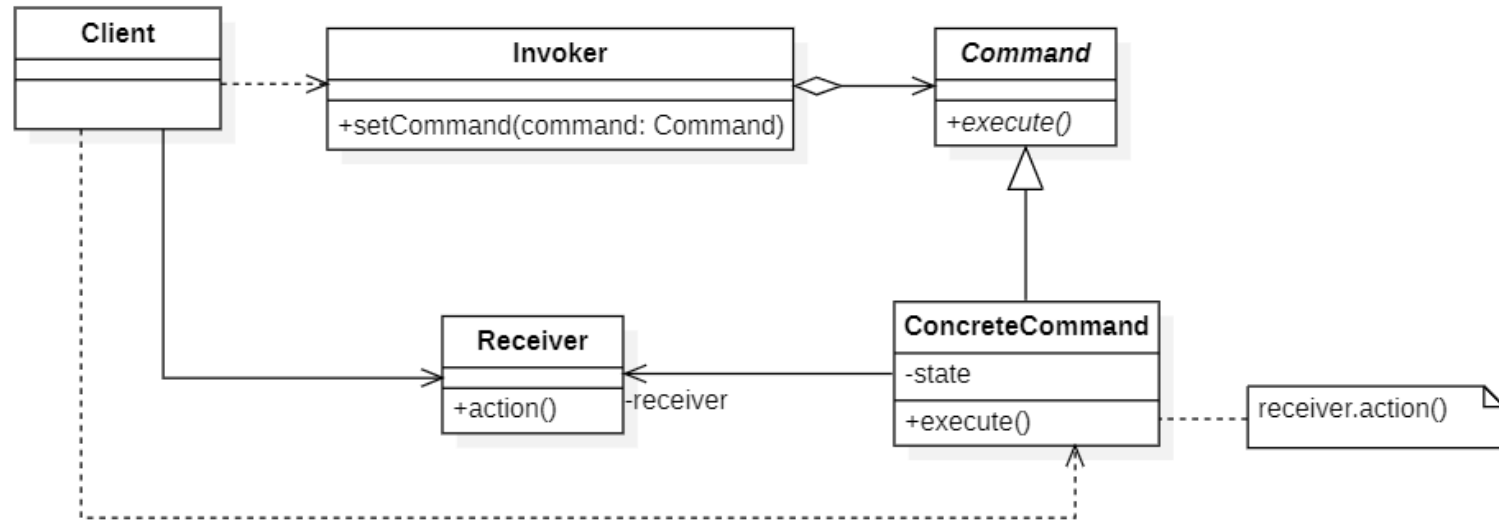 Client
Invoker
+setCommand(command: Command)
Command
+execute()
Receiver
+action()
-receiver
ConcreteCommand
-state
+execute()
receiver.action()